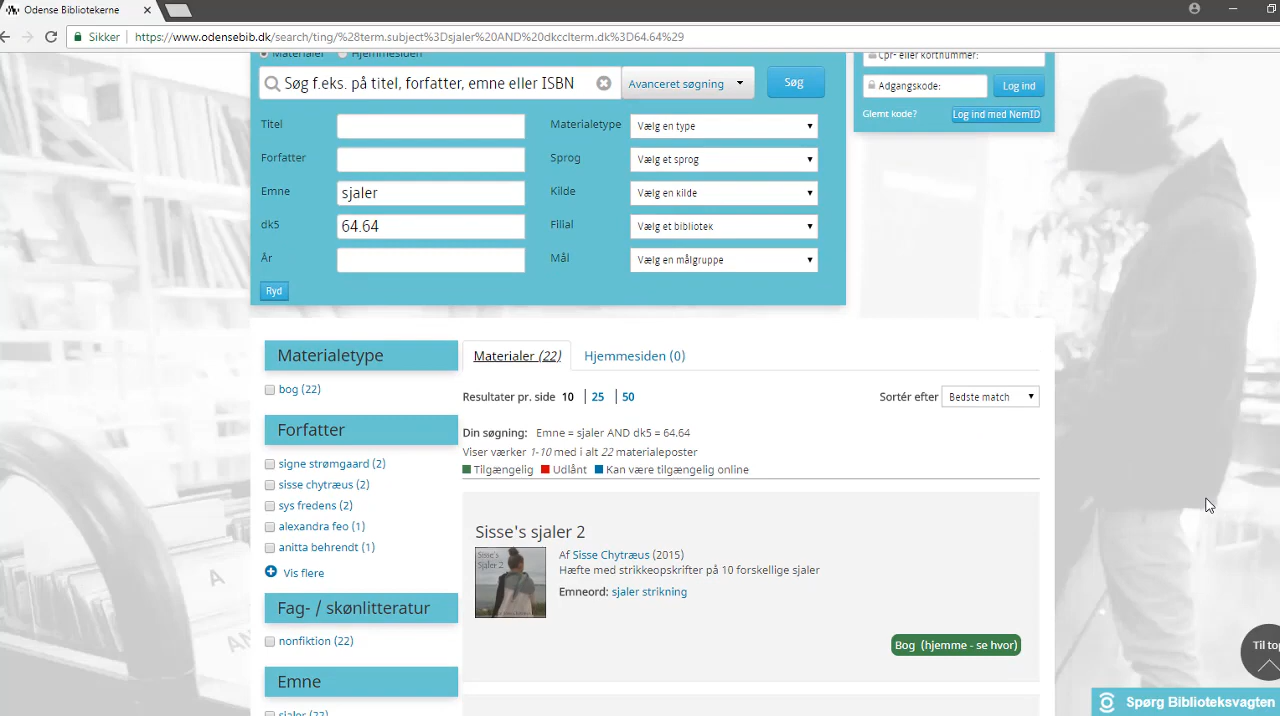 Odense Bibliotekerne
Sikker
https://www.odensebib.dk/search/ting/%28term.subject%3Dsjaler%20AND%20dkcclterm.dk%3D64.64%29
Materialer Hjemmesiden
Søg f.eks. på titel, forfatter, emne eller ISBN
Avanceret søgning
Søg
Titel
Materialetype
Vælg en type
Forfatter
Sprog
Vælg et sprog
Emne
sjaler
Kilde
Vælg en kilde
dk5
64.64
Filial
Vælg et bibliotek
År
Mål
Vælg en målgruppe
Ryd
Cpr- eller kortnummer:
Adgangskode:
Log ind
Glemt kode?
Log ind med NemID
Materialetype
bog (22)
Forfatter
signe strømgaard (2)
sisse chytræus (2)
sys fredens (2)
alexandra feo (1)
anitta behrendt (1)
Vis flere
Fag- / skønlitteratur
nonfiktion (22)
Emne
sjaler (22)
Materialer (22)
Hjemmesiden (0)
Resultater pr. side 10 25 50
Sortér efter
Bedste match
Din søgning: Emne = sjaler AND dk5 = 64.64
Viser værker 1-10 med i alt 22 materialeposter
Tilgængelig Udlånt Kan være tilgængelig online
Sisse's sjaler 2
Sisse's
Sjaler 2
Af Sisse Chytræus (2015)
Hæfte med strikkeopskrifter på 10 forskellige sjaler
Emneord: sjaler strikning
Bog (hjemme - se hvor)
A
A
Til top
Spørg Biblioteksvagten